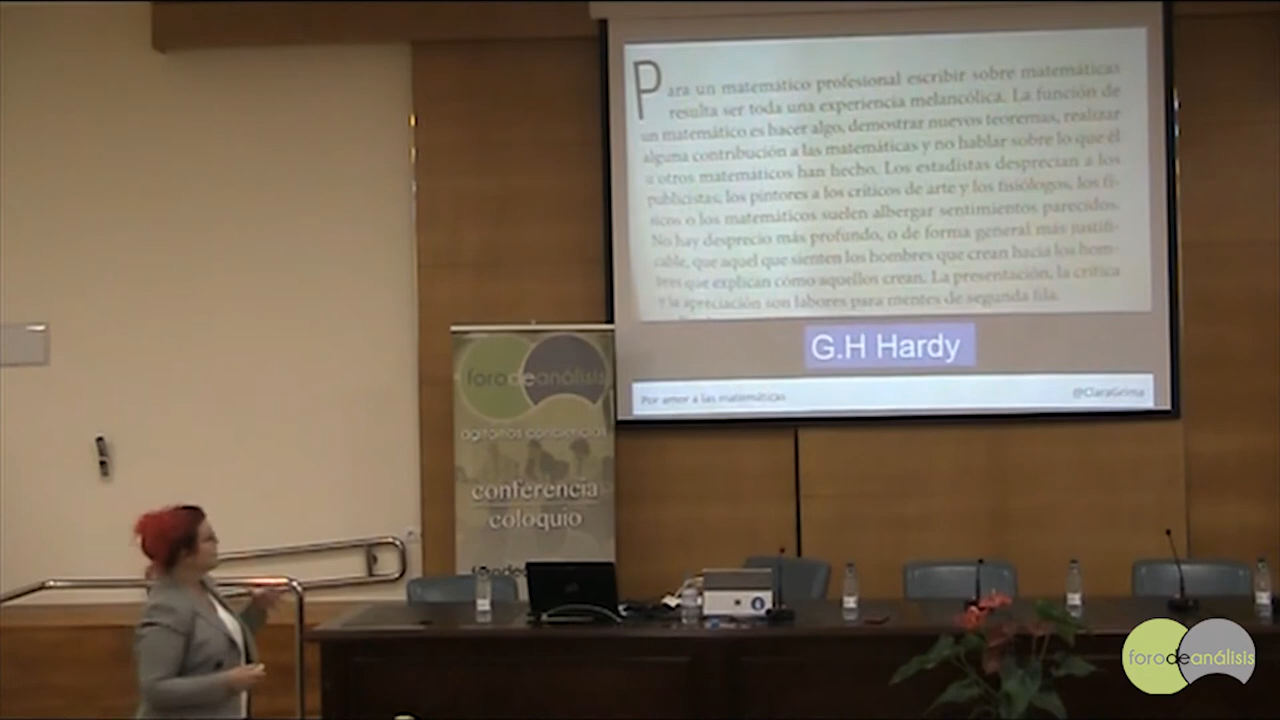 Para un matemático profesional escribir sobre matemáticas
resulta ser toda una experiencia melancólica. La función de
un matemático es hacer algo, demostrar nuevos teoremas, realizar
alguna contribución a las matemáticas y no hablar sobre lo que él
u otros matemáticos han hecho. Los estadistas desprecian a los
publicistas, los pintores a los críticos de arte y los fisiólogos, los fí-
sicos o los matemáticos suelen albergar sentimientos parecidos.
No hay desprecio más profundo, o de forma general más justifi-
cable, que aquel que sienten los hombres que crean hacia los hom-
bres que explican cómo aquellos crean. La presentación, la crítica
y la apreciación son labores para mentes de segunda fila.
G.H Hardy
Por amor a las matemáticas
@ClaraGrima
forodeanálisis
agitamos conciencias
conferencia
coloquio
forodeanálisis